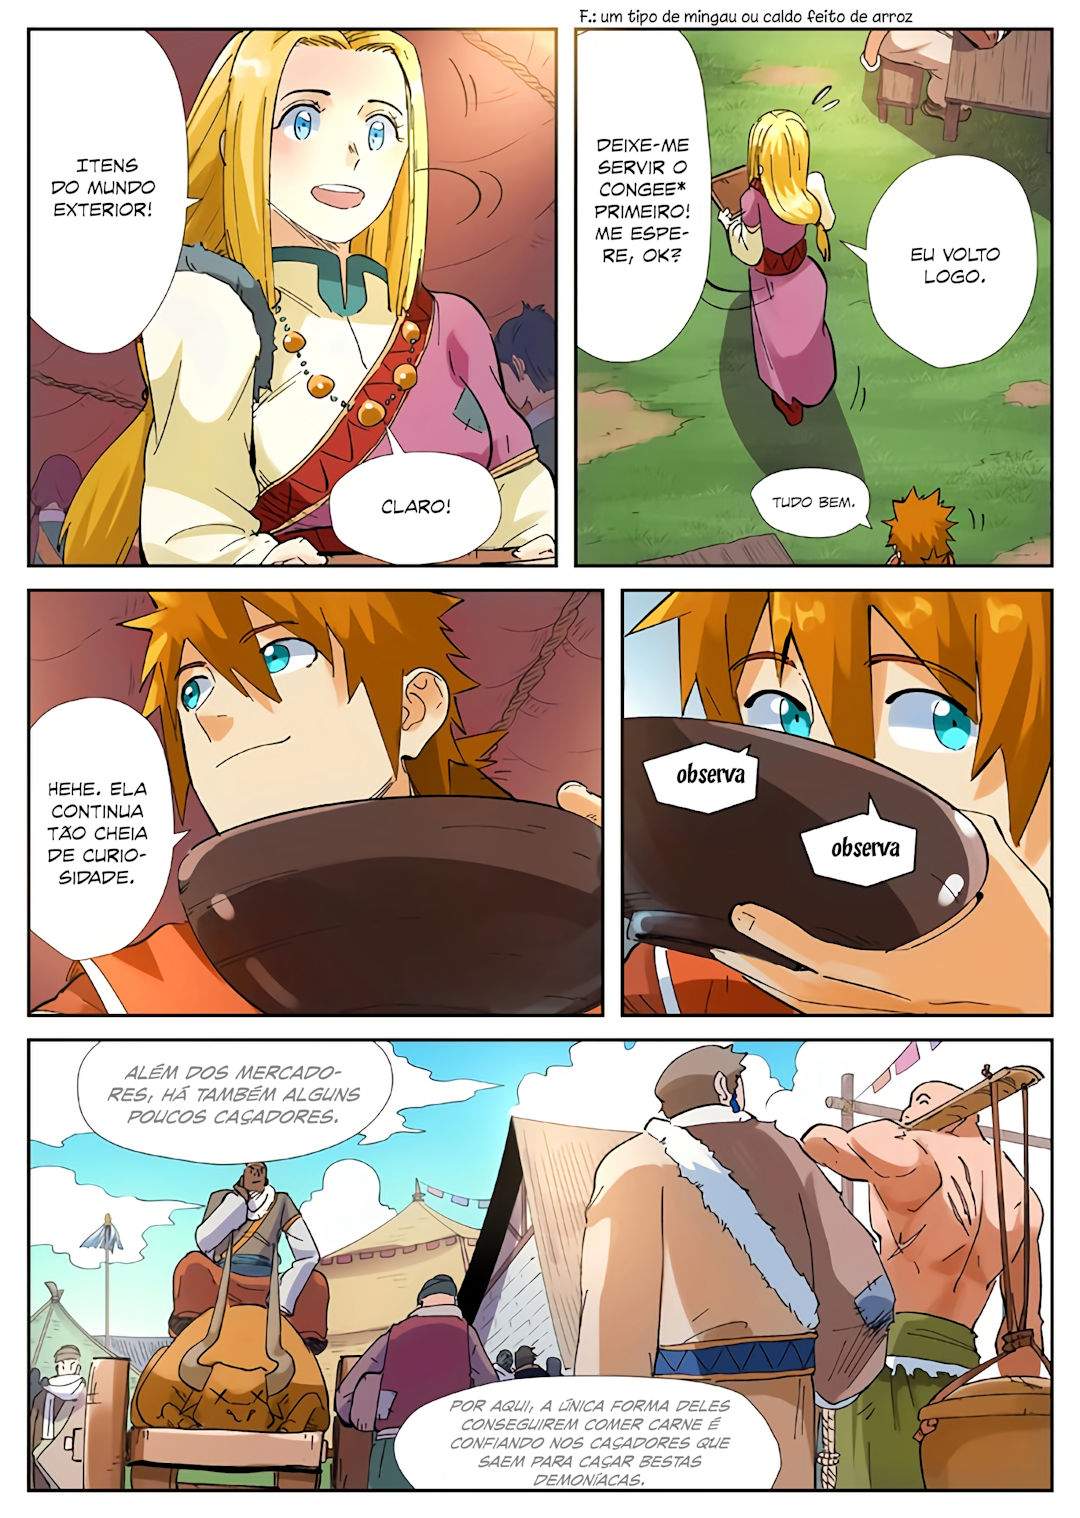 F.: um tipo de mingau ou caldo feito de arroz
ITENS
DO MUNDO
EXTERIOR!
CLARO!
DEIXE-ME
SERVIR O
CONGEE*
PRIMEIRO!
ME ESPE-
RE, OK?
EU VOLTO
LOGO.
TUDO BEM.
HEHE. ELA
CONTINUA
TÃO CHEIA
DE CURIO-
SIDADE.
observa
observa
ALÉM DOS MERCADO-
RES, HÁ TAMBÉM ALGUNS
POUCOS CAÇADORES.
POR AQUI, A ÚNICA FORMA DELES
CONSEGUIREM COMER CARNE É
CONFIANDO NOS CAÇADORES QUE
SAEM PARA CAÇAR BESTAS
DEMONÍACAS.